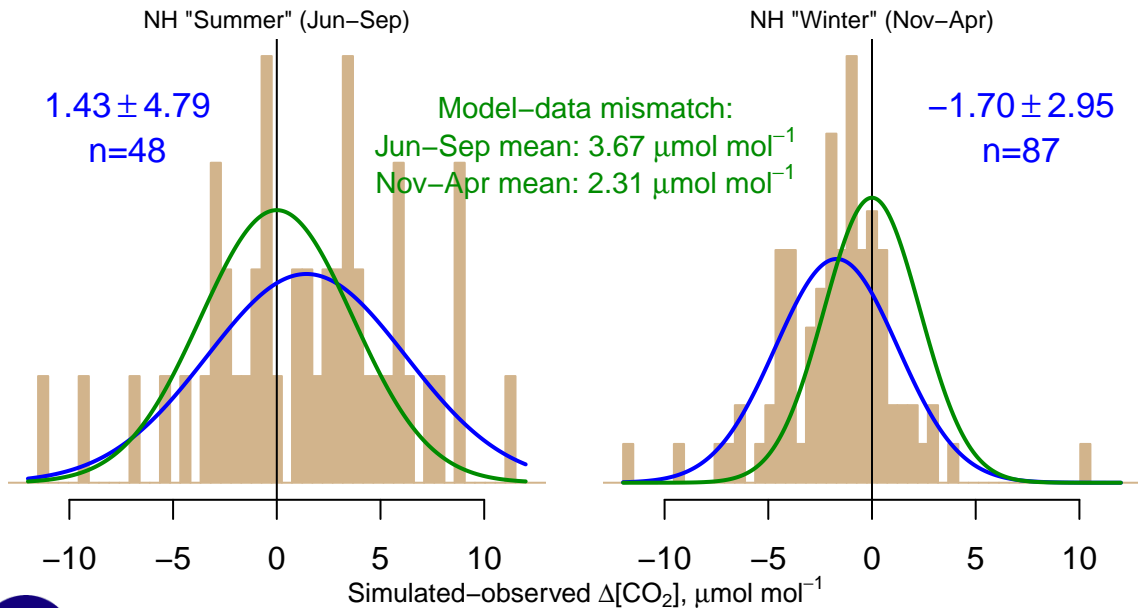 NH "Summer" (Jun−Sep)
NH "Winter" (Nov−Apr)
1.43 ± 4.79
n=48
Model−data mismatch:
Jun−Sep mean: 3.67 μmol mol⁻¹
Nov−Apr mean: 2.31 μmol mol⁻¹
−1.70 ± 2.95
n=87
−10 −5 0 5 10
−10 −5 0 5 10
Simulated−observed Δ[CO₂], μmol mol⁻¹